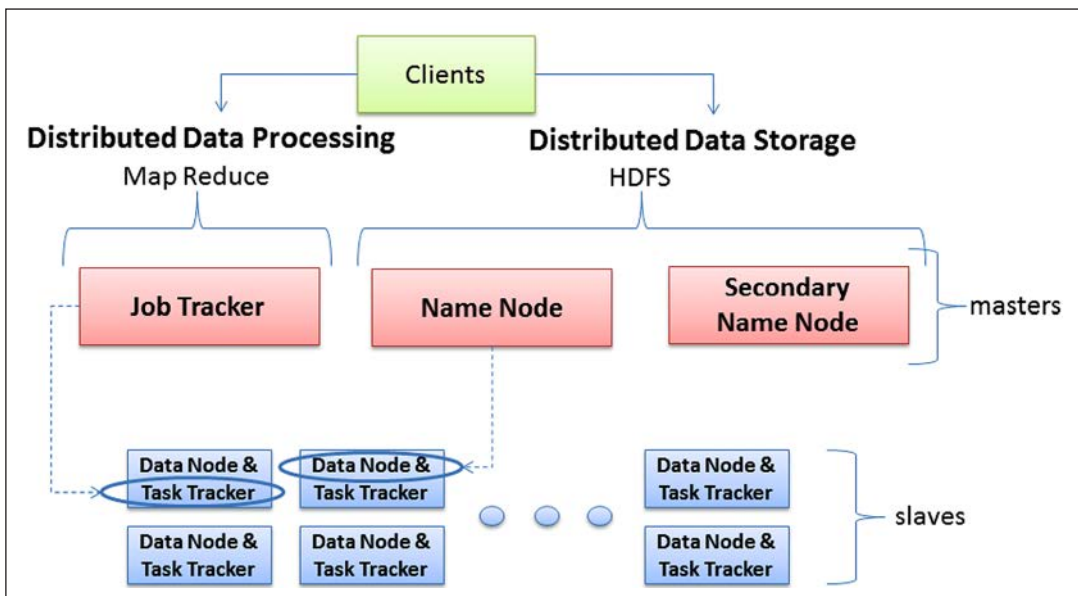 Clients
Distributed Data Processing
Map Reduce
Distributed Data Storage
HDFS
Job Tracker
Name Node
Secondary
Name Node
masters
Data Node &
Task Tracker
Data Node &
Task Tracker
Data Node &
Task Tracker
Data Node &
Task Tracker
Data Node &
Task Tracker
Data Node &
Task Tracker
slaves